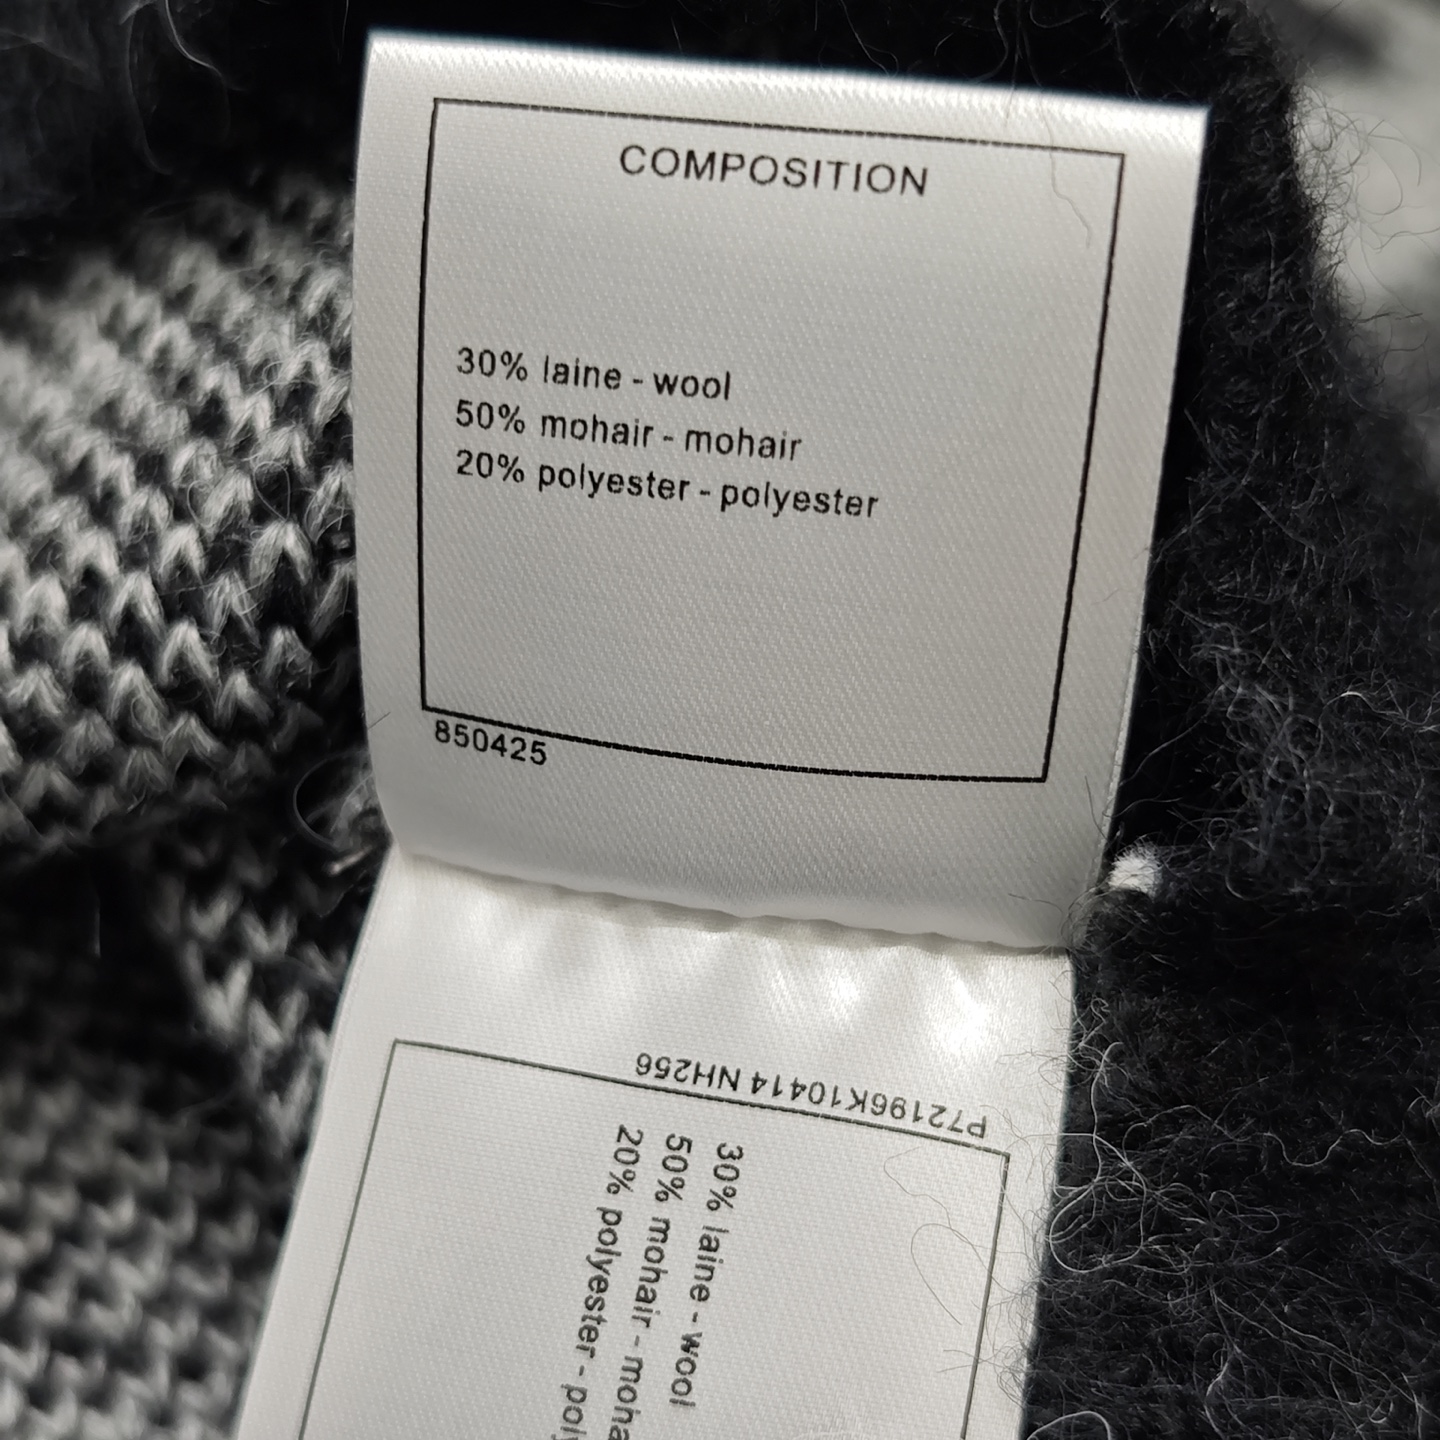 COMPOSITION
30% laine - wool
50% mohair - mohair
20% polyester - polyester
850425
P72196K10414 NH256
30% laine - wool
50% mohair - moha
20% polyester - poly